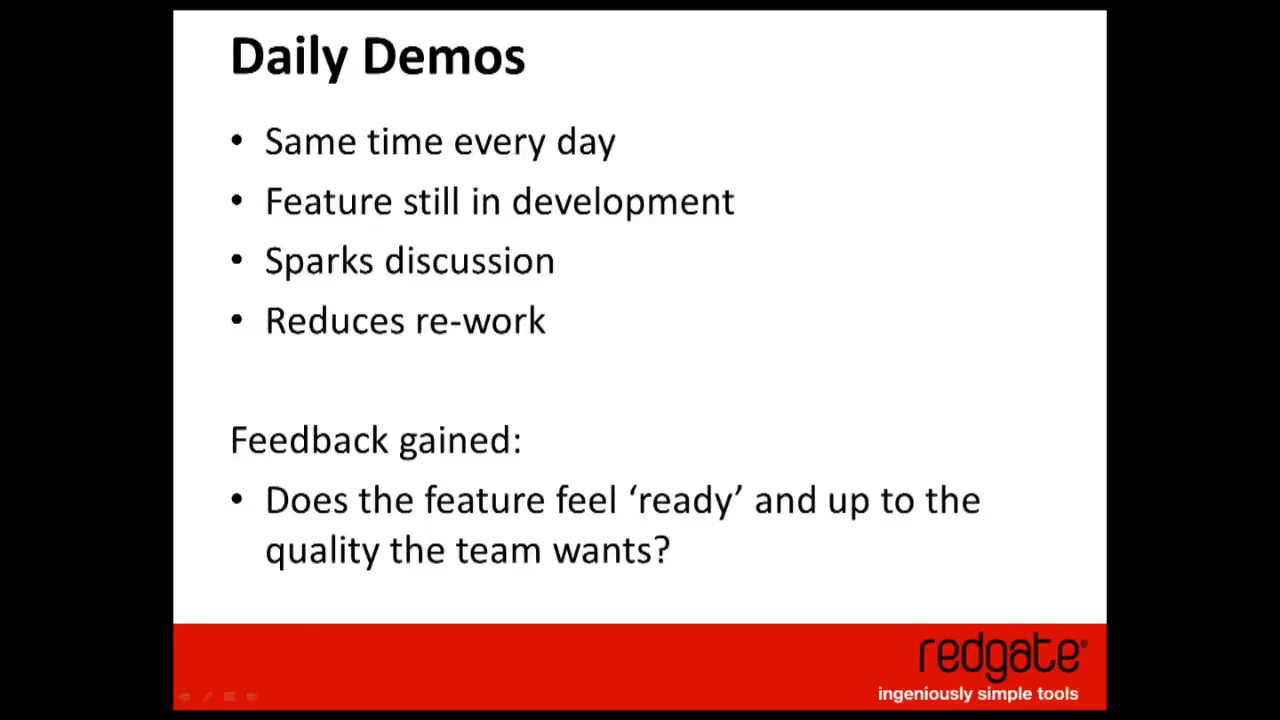 Daily Demos
• Same time every day
• Feature still in development
• Sparks discussion
• Reduces re-work
Feedback gained:
• Does the feature feel ‘ready’ and up to the
quality the team wants?
redgate®
ingeniously simple tools